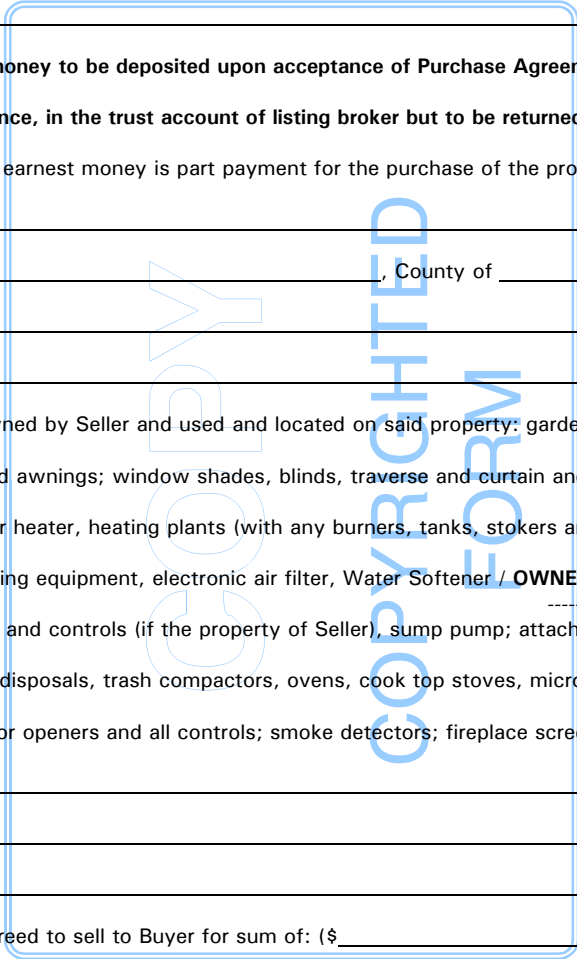 money to be deposited upon acceptance of Purchase Agreem
nce, in the trust account of listing broker but to be returned
earnest money is part payment for the purchase of the pro
, County of
ned by Seller and used and located on said property: garde
d awnings; window shades, blinds, traverse and curtain an
r heater, heating plants (with any burners, tanks, stokers a
ing equipment, electronic air filter, Water Softener / OWNE
and controls (if the property of Seller), sump pump; attach
disposals, trash compactors, ovens, cook top stoves, micro
or openers and all controls; smoke detectors; fireplace scre
reed to sell to Buyer for sum of: ($
COPY
COPYRIGHTED
FORM